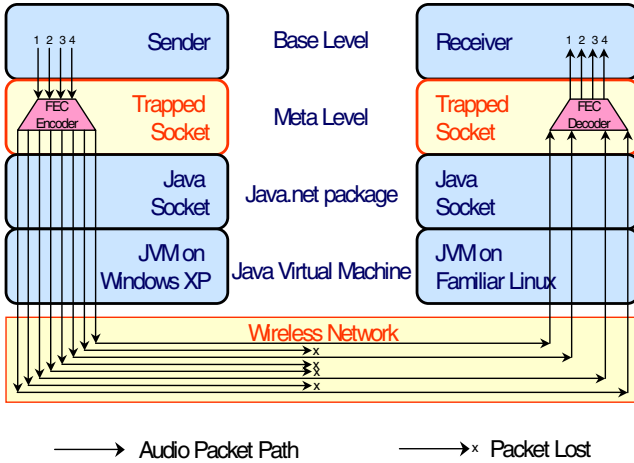 1 2 3 4
Sender
Base Level
Receiver
1 2 3 4
FEC
Encoder
Trapped
Socket
Meta Level
Trapped
Socket
FEC
Decoder
Java
Socket
Java.net package
Java
Socket
JVM on
Windows XP
Java Virtual Machine
JVM on
Familiar Linux
Wireless Network
x
x
x
x
Audio Packet Path
x Packet Lost